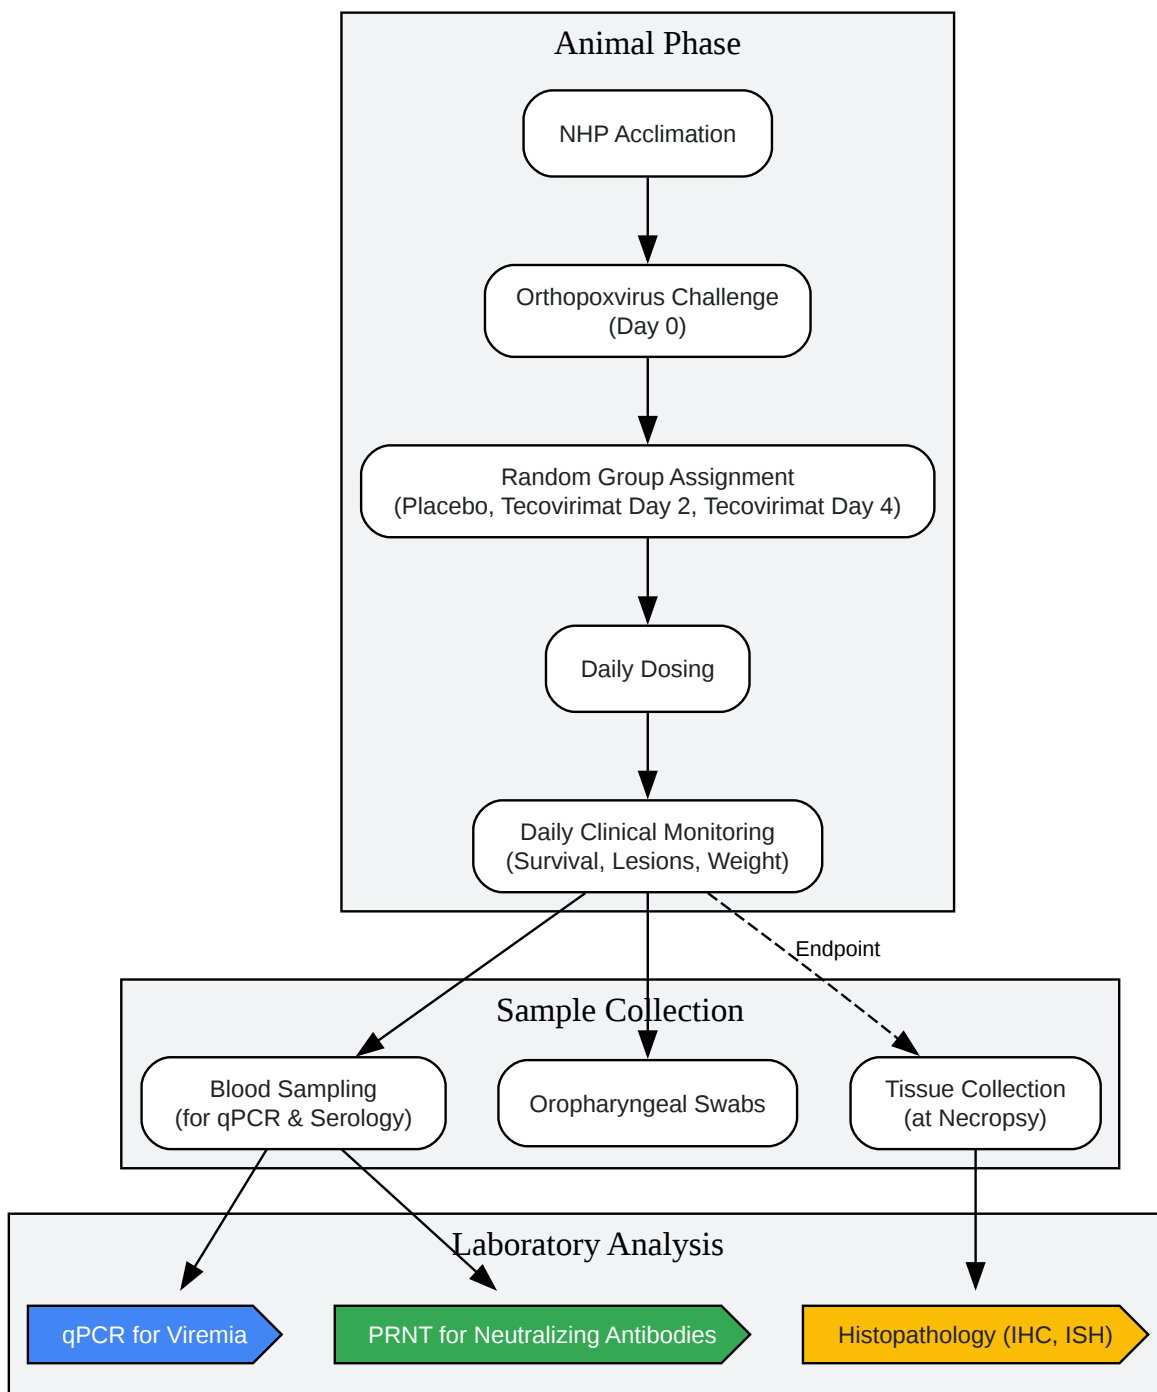 Animal Phase
NHP Acclimation
Orthopoxvirus Challenge
(Day 0)
Random Group Assignment
(Placebo, Tecovirimat Day 2, Tecovirimat Day 4)
Daily Dosing
Daily Clinical Monitoring
(Survival, Lesions, Weight)
Endpoint
Sample Collection
Blood Sampling
(for qPCR & Serology)
Oropharyngeal Swabs
Tissue Collection
(at Necropsy)
Laboratory Analysis
qPCR for Viremia
PRNT for Neutralizing Antibodies
Histopathology (IHC, ISH)